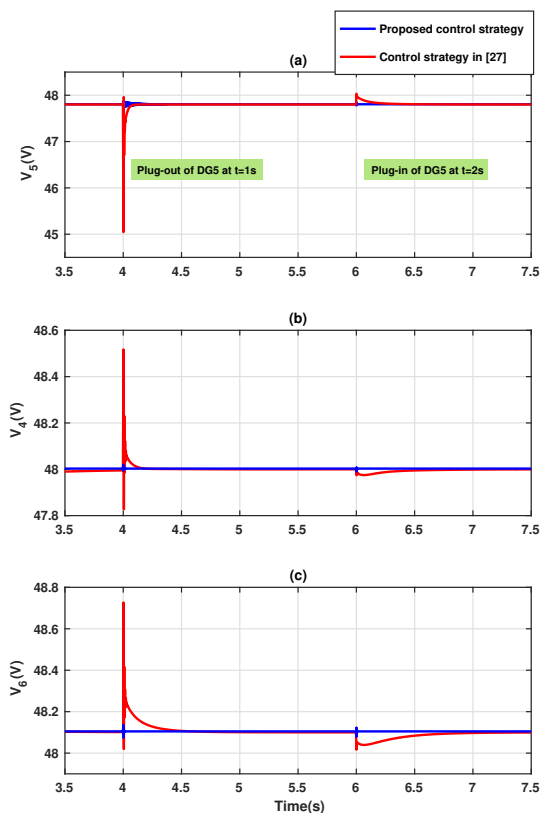 Proposed control strategy
Control strategy in [27]
(a)
V5(V)
48
47
46
45
Plug-out of DG5 at t=1s
Plug-in of DG5 at t=2s
3.5 4 4.5 5 5.5 6 6.5 7 7.5
(b)
V4(V)
48.6
48.4
48.2
48
47.8
3.5 4 4.5 5 5.5 6 6.5 7 7.5
(c)
V6(V)
48.8
48.6
48.4
48.2
48
3.5 4 4.5 5 5.5 6 6.5 7 7.5
Time(s)